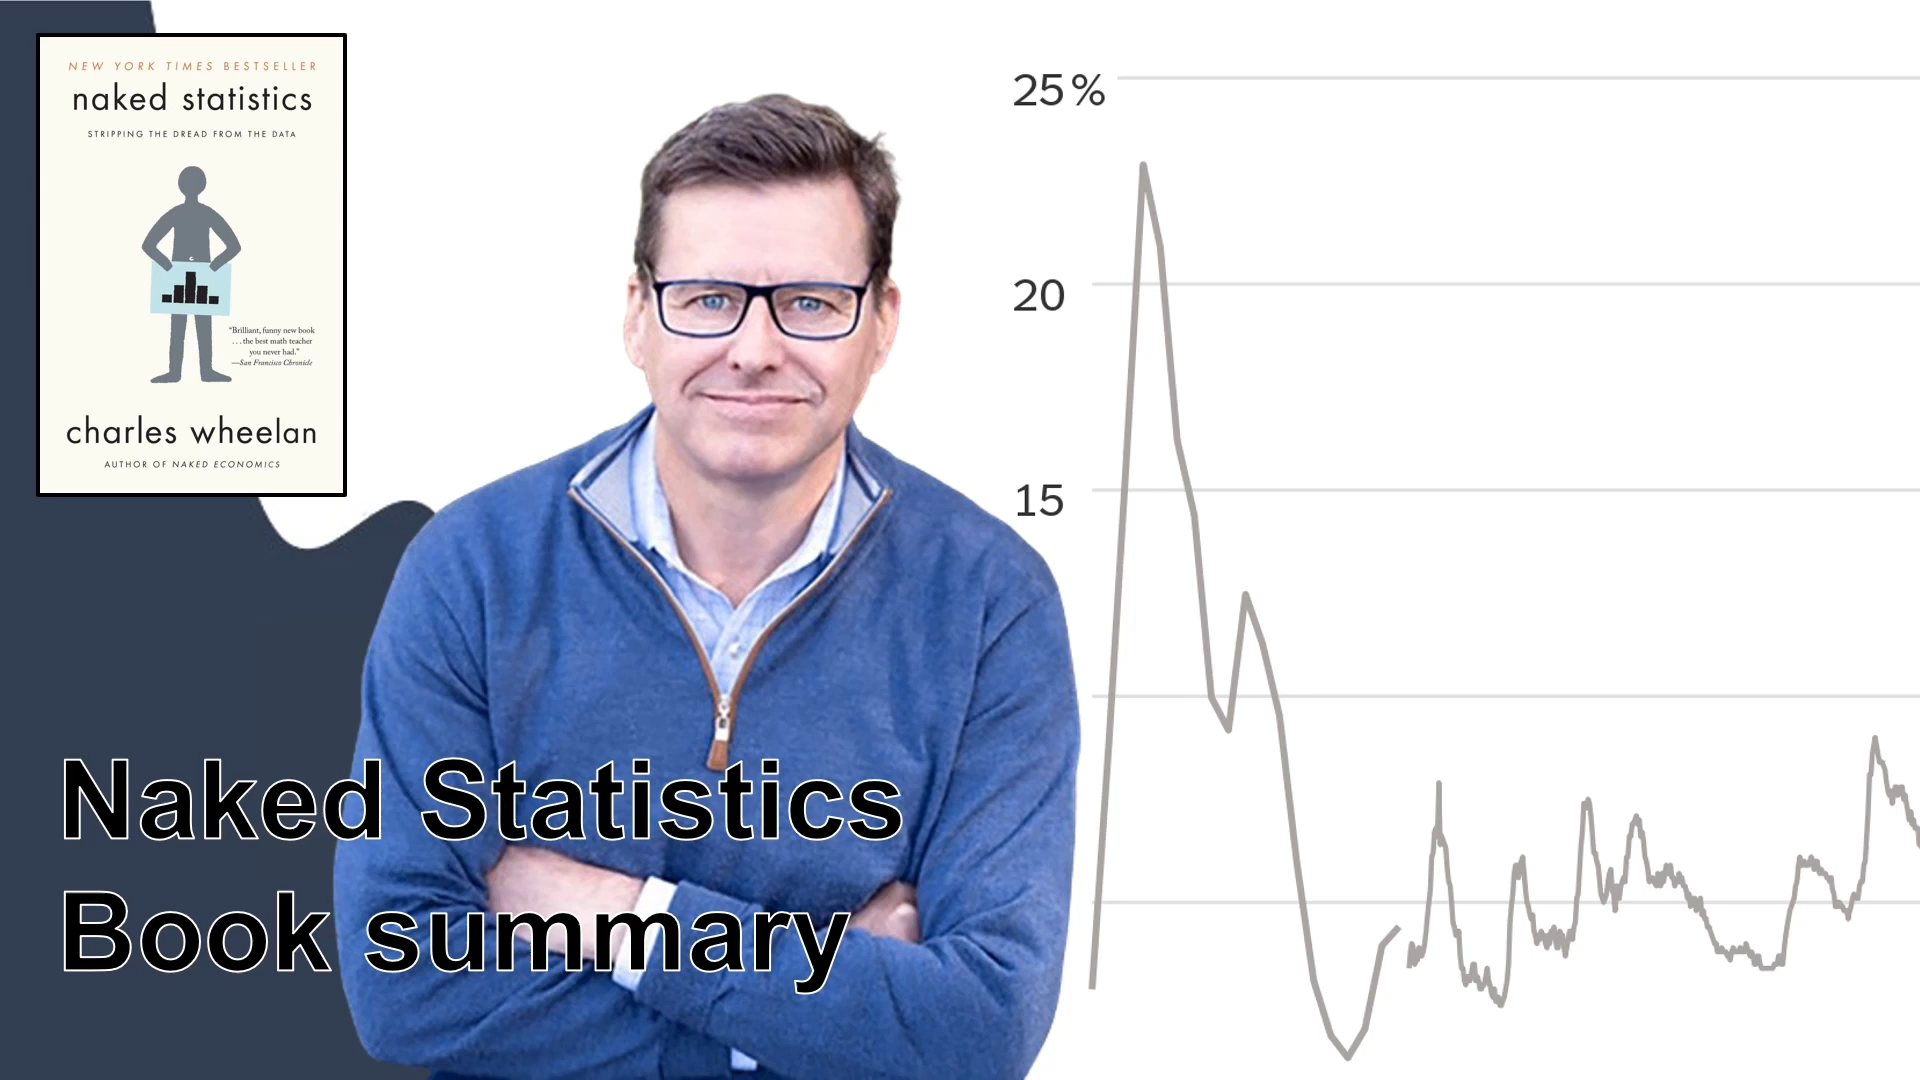 NEW YORK TIMES BESTSELLER
naked statistics
STRIPPING THE DREAD FROM THE DATA
"Brilliant, funny new book
...the best math teacher
you never had."
—San Francisco Chronicle
charles wheelan
AUTHOR OF NAKED ECONOMICS
25%
20
15
Naked Statistics
Book summary